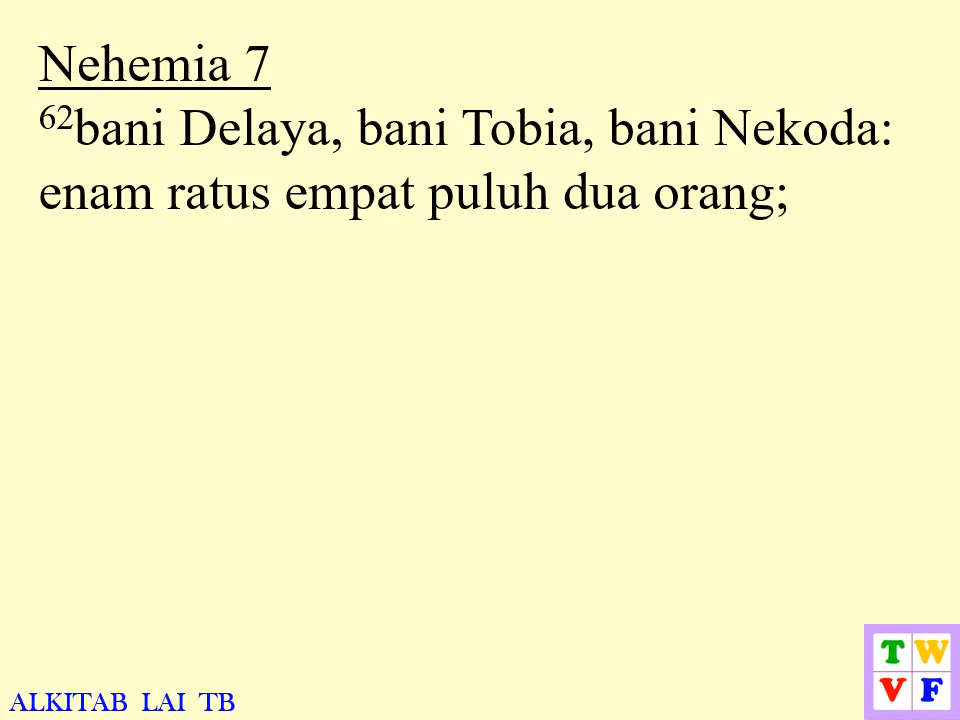 Nehemia 7
62bani Delaya, bani Tobia, bani Nekoda:
enam ratus empat puluh dua orang;
T W
V F
ALKITAB LAI TB